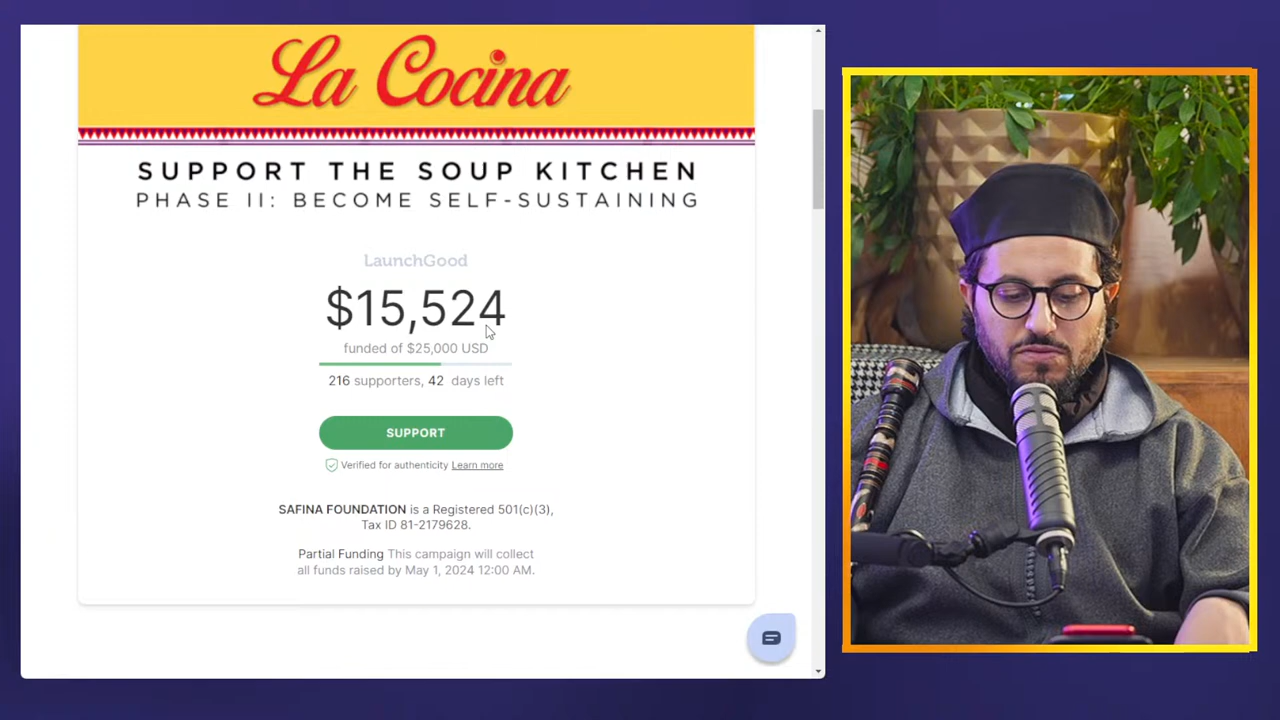 La Cocina
SUPPORT THE SOUP KITCHEN
PHASE II: BECOME SELF-SUSTAINING
LaunchGood
$15,524
funded of $25,000 USD
216 supporters, 42 days left
SUPPORT
Verified for authenticity Learn more
SAFINA FOUNDATION is a Registered 501(c)(3),
Tax ID 81-2179628.
Partial Funding This campaign will collect
all funds raised by May 1, 2024 12:00 AM.